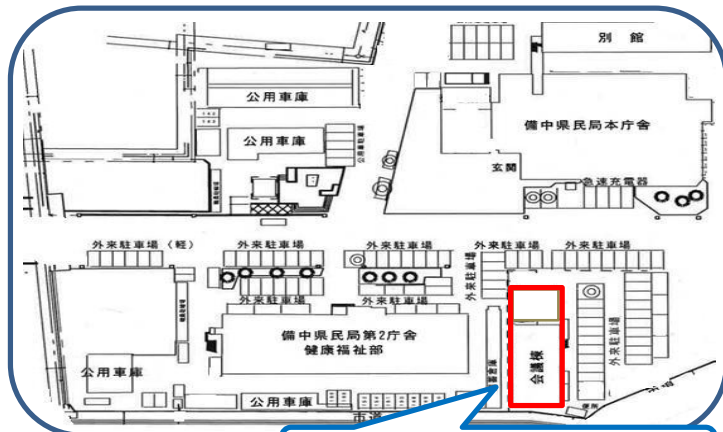 別館
公用車庫
公用車庫
公用車駐車場
備中県民局本庁舎
玄関
急速充電器
外来駐車場（軽）
外来駐車場
外来駐車場
外来駐車場
外来駐車場
外来駐車場
外来駐車場
外来駐車場
外来駐車場
備中県民局第2庁舎
健康福祉部
会議棟
公用車庫
公用車庫
市道
便所